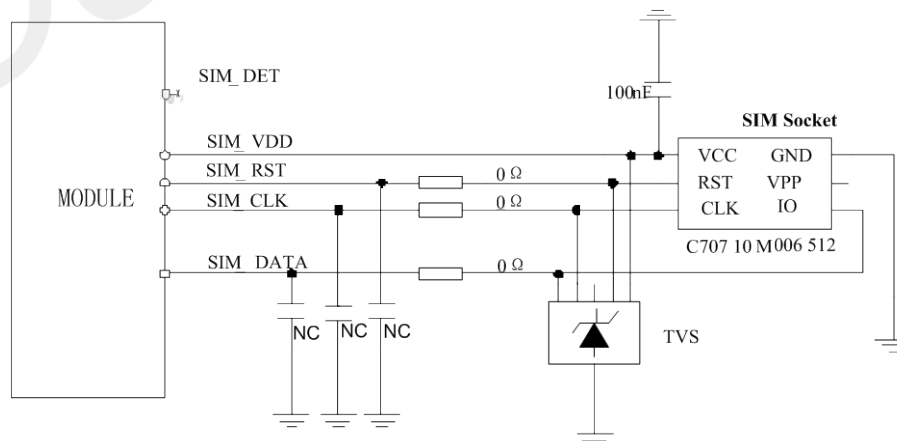 SIM_DET
100nF
SIM Socket
SIM_VDD
VCC GND
SIM_RST
0 Ω
RST VPP
MODULE
SIM_CLK
0 Ω
CLK IO
C707 10 M006 512
SIM_DATA
0 Ω
NC
NC
NC
TVS